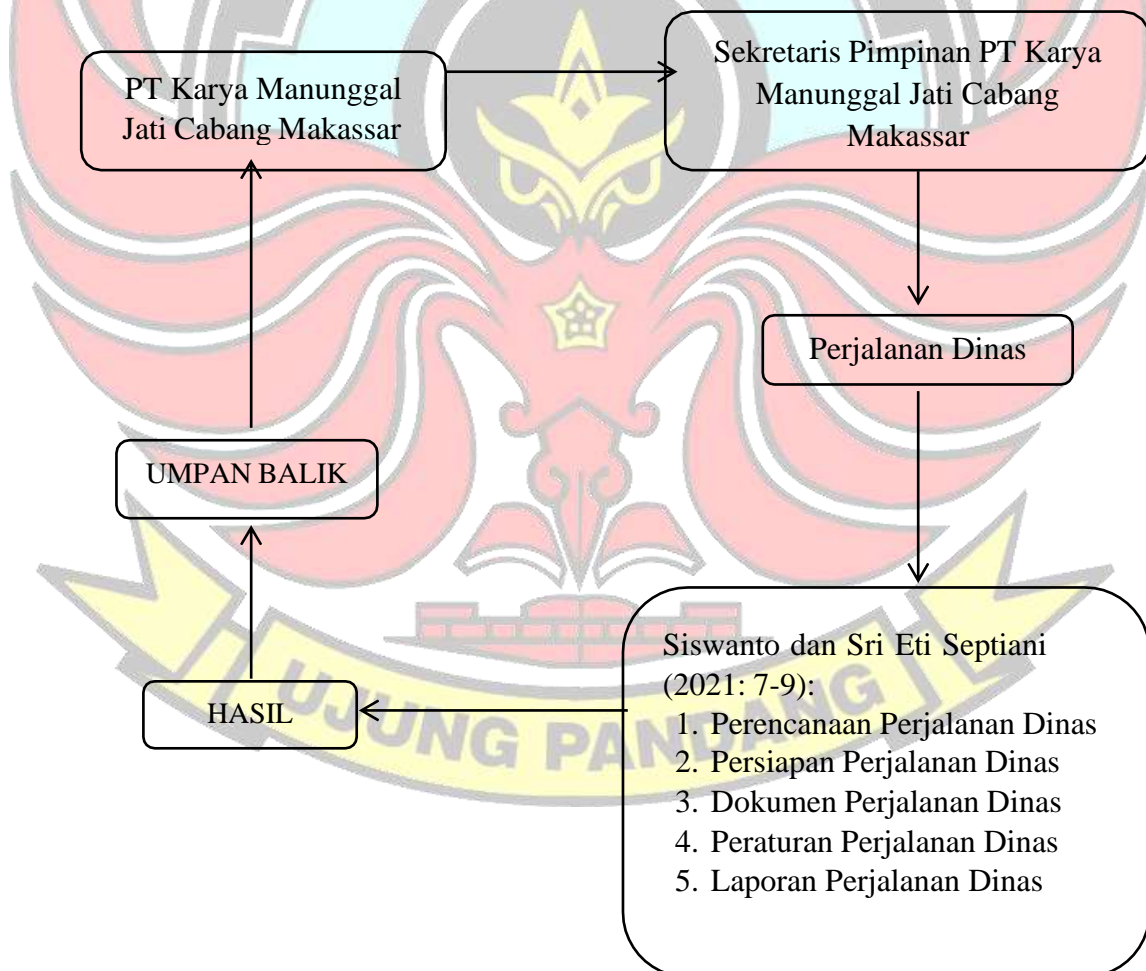 PT Karya Manunggal
Jati Cabang Makassar
Sekretaris Pimpinan PT Karya
Manunggal Jati Cabang
Makassar
Perjalanan Dinas
Siswanto dan Sri Eti Septiani
(2021: 7-9):
1. Perencanaan Perjalanan Dinas
2. Persiapan Perjalanan Dinas
3. Dokumen Perjalanan Dinas
4. Peraturan Perjalanan Dinas
5. Laporan Perjalanan Dinas
HASIL
UMPAN BALIK
UJUNG PANDANG